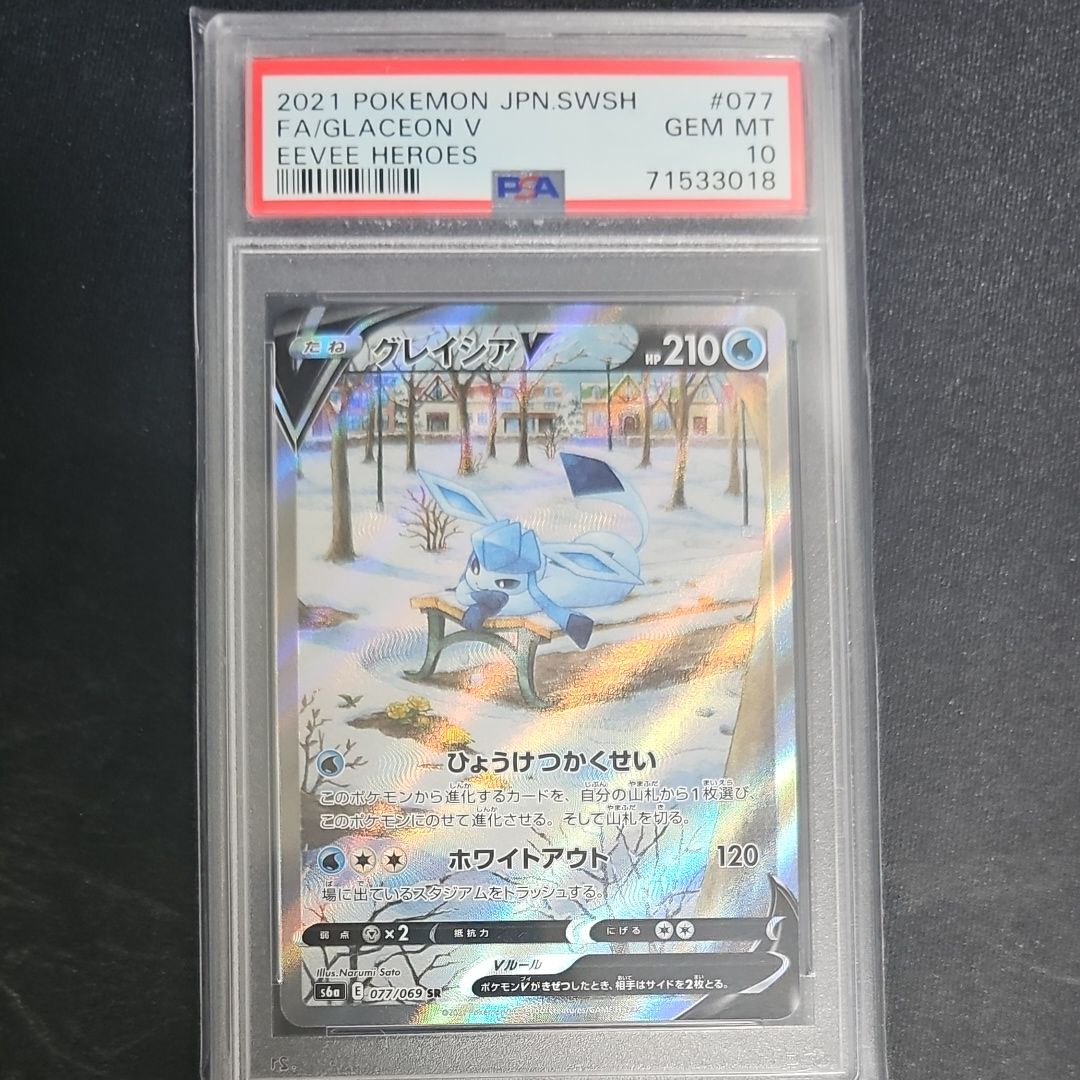 2021 POKEMON JPN.SWSH #077
FA/GLACEON V GEM MT
EEVEE HEROES 10
PSA 71533018
たね グレイシアV HP 210
ひょうけつかくせい
このポケモンから進化するカードを、自分の山札から1枚選び、
このポケモンにのせて進化させる。そして山札を切る。
ホワイトアウト 120
場に出ているスタジアムをトラッシュする。
弱点 ×2 抵抗力 にげる
Illus. Narumi Sato
Vルール
s6a E 077/069 SR ポケモンVがきぜつしたとき、相手はサイドを2枚とる。